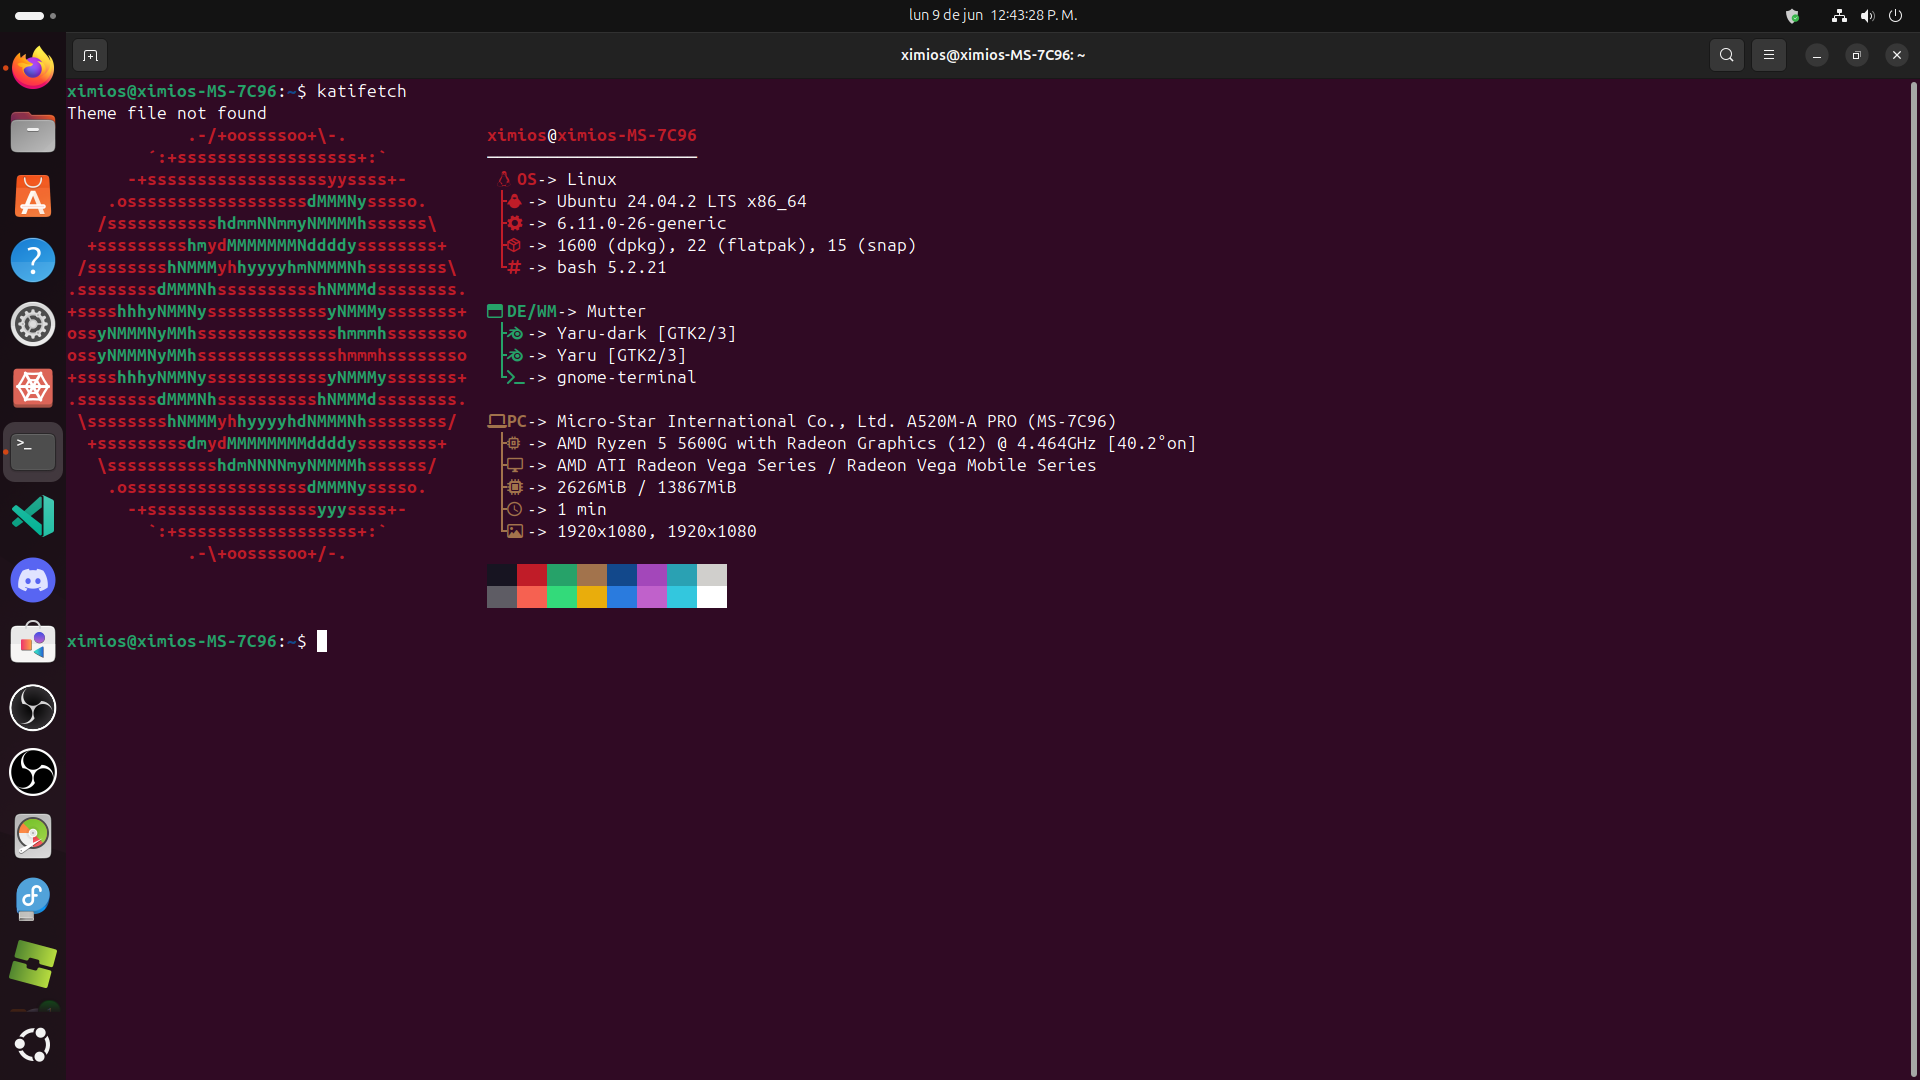 lun 9 de jun  12:43:28 P. M.
ximios@ximios-MS-7C96: ~
ximios@ximios-MS-7C96:~$ katifetch
Theme file not found
.-/+oossssoo+\-.
´:+ssssssssssssssssss+:`
-+ssssssssssssssssssyyssss+-
.ossssssssssssssssssdMMMNysssso.
/ssssssssssshdmmNNmmyNMMMMhssssss\
+ssssssssshmydMMMMMMMNddddyssssssss+
/sssssssshNMMMyhhyyyyhmNMMMNhssssssss\
.ssssssssdMMMNhsssssssssshNMMMdssssssss.
+sssshhhyNMMNyssssssssssssyNMMMysssssss+
ossyNMMMNyMMhsssssssssssssshmmmhssssssso
ossyNMMMNyMMhsssssssssssssshmmmhssssssso
+sssshhhyNMMNyssssssssssssyNMMMysssssss+
.ssssssssdMMMNhsssssssssshNMMMdssssssss.
\sssssssshNMMMyhhyyyyhdNMMMNhssssssss/
+sssssssssdmydMMMMMMMMddddyssssssss+
\ssssssssssshdmNNNNmyNMMMMhssssss/
.ossssssssssssssssssdMMMNysssso.
-+sssssssssssssssssyyyssss+-
`:+ssssssssssssssssss+:`
.-\+oossssoo+/-.
ximios@ximios-MS-7C96
OS-> Linux
-> Ubuntu 24.04.2 LTS x86_64
-> 6.11.0-26-generic
-> 1600 (dpkg), 22 (flatpak), 15 (snap)
# -> bash 5.2.21
DE/WM-> Mutter
-> Yaru-dark [GTK2/3]
-> Yaru [GTK2/3]
-> gnome-terminal
PC-> Micro-Star International Co., Ltd. A520M-A PRO (MS-7C96)
-> AMD Ryzen 5 5600G with Radeon Graphics (12) @ 4.464GHz [40.2°on]
-> AMD ATI Radeon Vega Series / Radeon Vega Mobile Series
-> 2626MiB / 13867MiB
-> 1 min
-> 1920x1080, 1920x1080
ximios@ximios-MS-7C96:~$